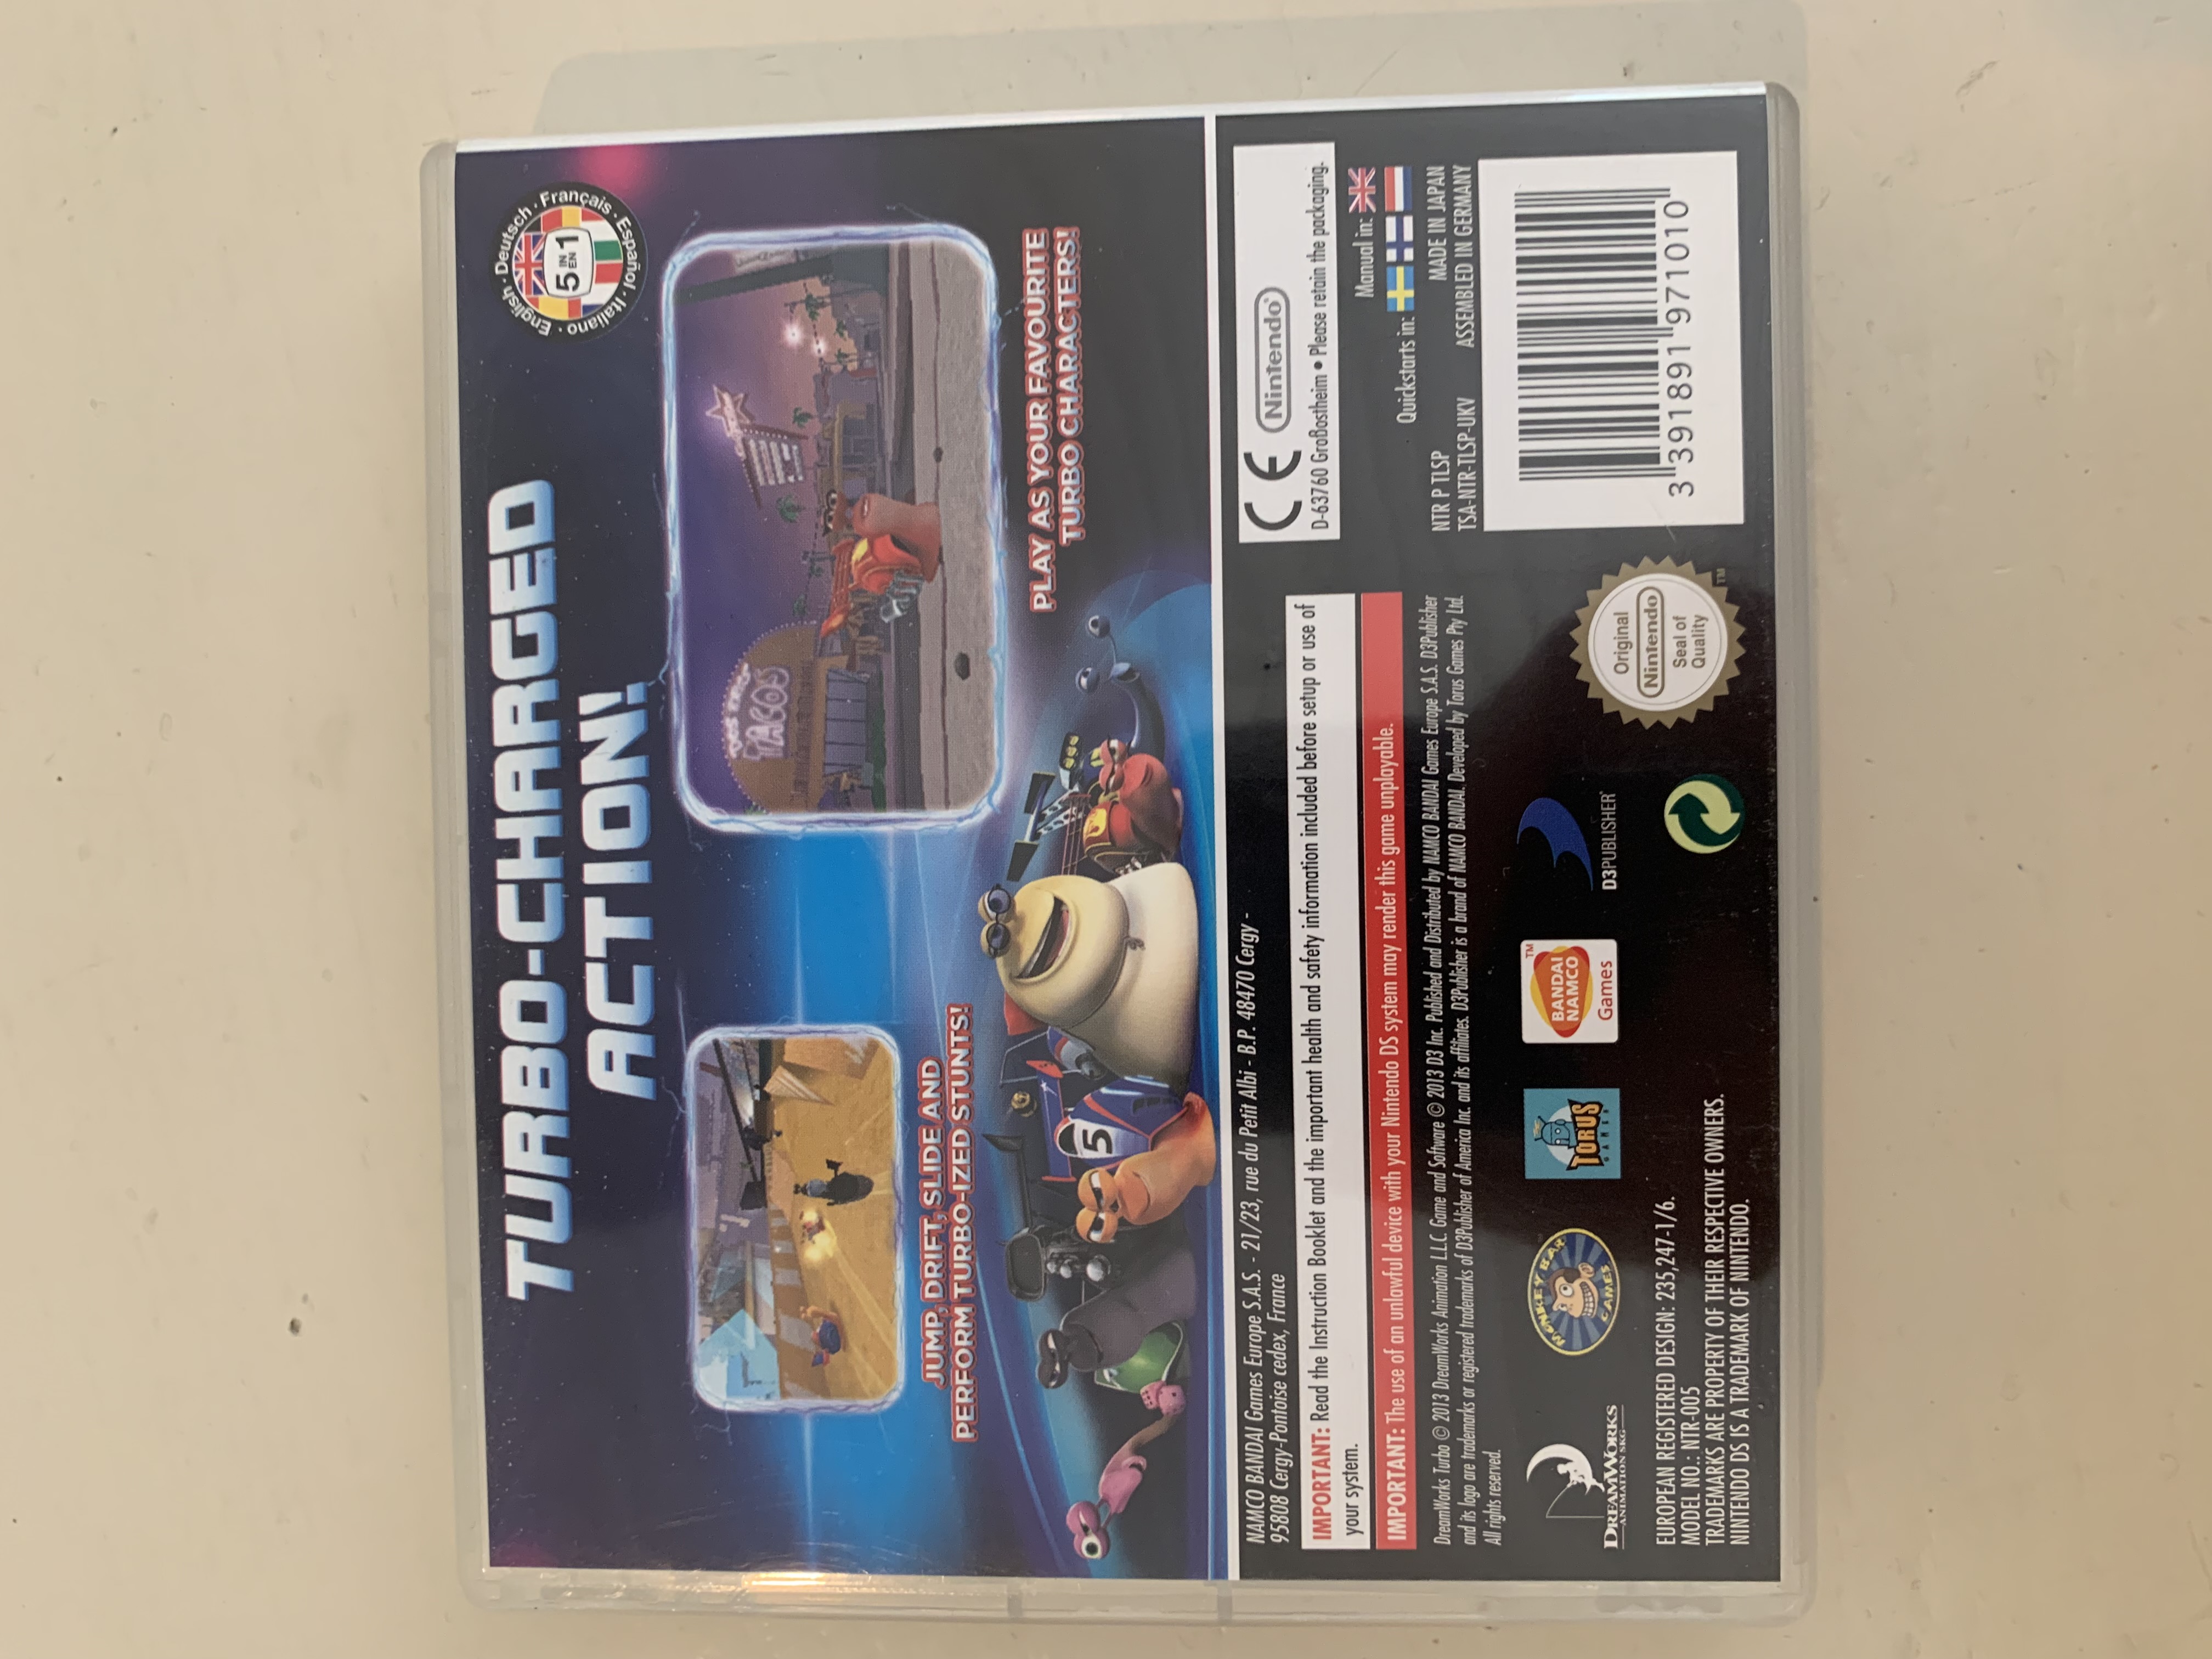 TURBO-CHARGED
ACTION!
English · Deutsch · Français · Español · Italiano ·
5 IN EN 1
DOS BROS
TACOS
JUMP, DRIFT, SLIDE AND
PERFORM TURBO-IZED STUNTS!
PLAY AS YOUR FAVOURITE
TURBO CHARACTERS!
5
NAMCO BANDAI Games Europe S.A.S. - 21/23, rue du Petit Albi - B.P. 48470 Cergy -
95808 Cergy-Pontoise cedex, France
IMPORTANT: Read the Instruction Booklet and the important health and safety information included before setup or use of
your system.
IMPORTANT: The use of an unlawful device with your Nintendo DS system may render this game unplayable.
DreamWorks Turbo © 2013 DreamWorks Animation L.L.C. Game and Software © 2013 D3 Inc. Published and Distributed by NAMCO BANDAI Games Europe S.A.S. D3Publisher
and its logo are trademarks or registered trademarks of D3Publisher of America Inc. and its affiliates. D3Publisher is a brand of NAMCO BANDAI. Developed by Torus Games Pty Ltd.
All rights reserved.
CE Nintendo
D-63760 Großostheim • Please retain the packaging.
Manual in:
Quickstarts in:
NTR P TLSP
MADE IN JAPAN
TSA-NTR-TLSP-UKV
ASSEMBLED IN GERMANY
DREAMWORKS
ANIMATION SKG
MONKEY BAR
GAMES
TORUS
GAMES
BANDAI
NAMCO
Games
TM
D3PUBLISHER
Original
Nintendo
Seal of
Quality
TM
3 391891 971010
EUROPEAN REGISTERED DESIGN: 235,247-1/6.
MODEL NO.: NTR-005
TRADEMARKS ARE PROPERTY OF THEIR RESPECTIVE OWNERS.
NINTENDO DS IS A TRADEMARK OF NINTENDO.